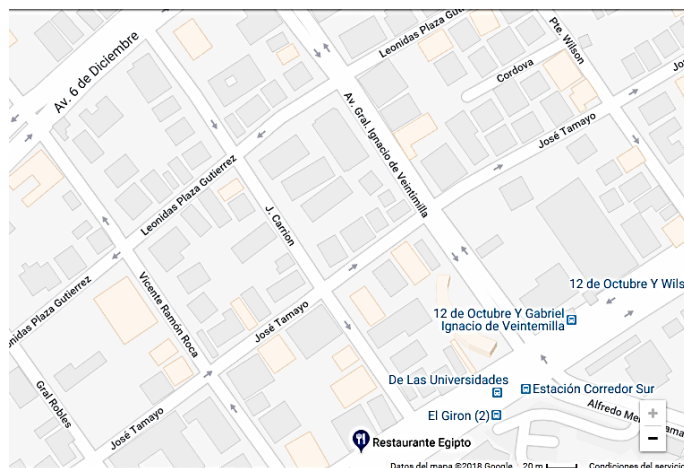 Av. 6 de Diciembre
Leonidas Plaza Gutierrez
Pte. Wilson
Cordova
Av. Gral. Ignacio de Veintimilla
José Tamayo
Leonidas Plaza Gutierrez
J. Carrion
Leonidas Plaza Gutierrez
Vicente Ramón Roca
José Tamayo
12 de Octubre Y Wils
12 de Octubre Y Gabriel
Ignacio de Veintemilla
Gral Robles
De Las Universidades
Estación Corredor Sur
El Giron (2)
José Tamayo
Restaurante Egipto
+
−
Datos del mapa ©2018 Google
20 m
Condiciones del servicio